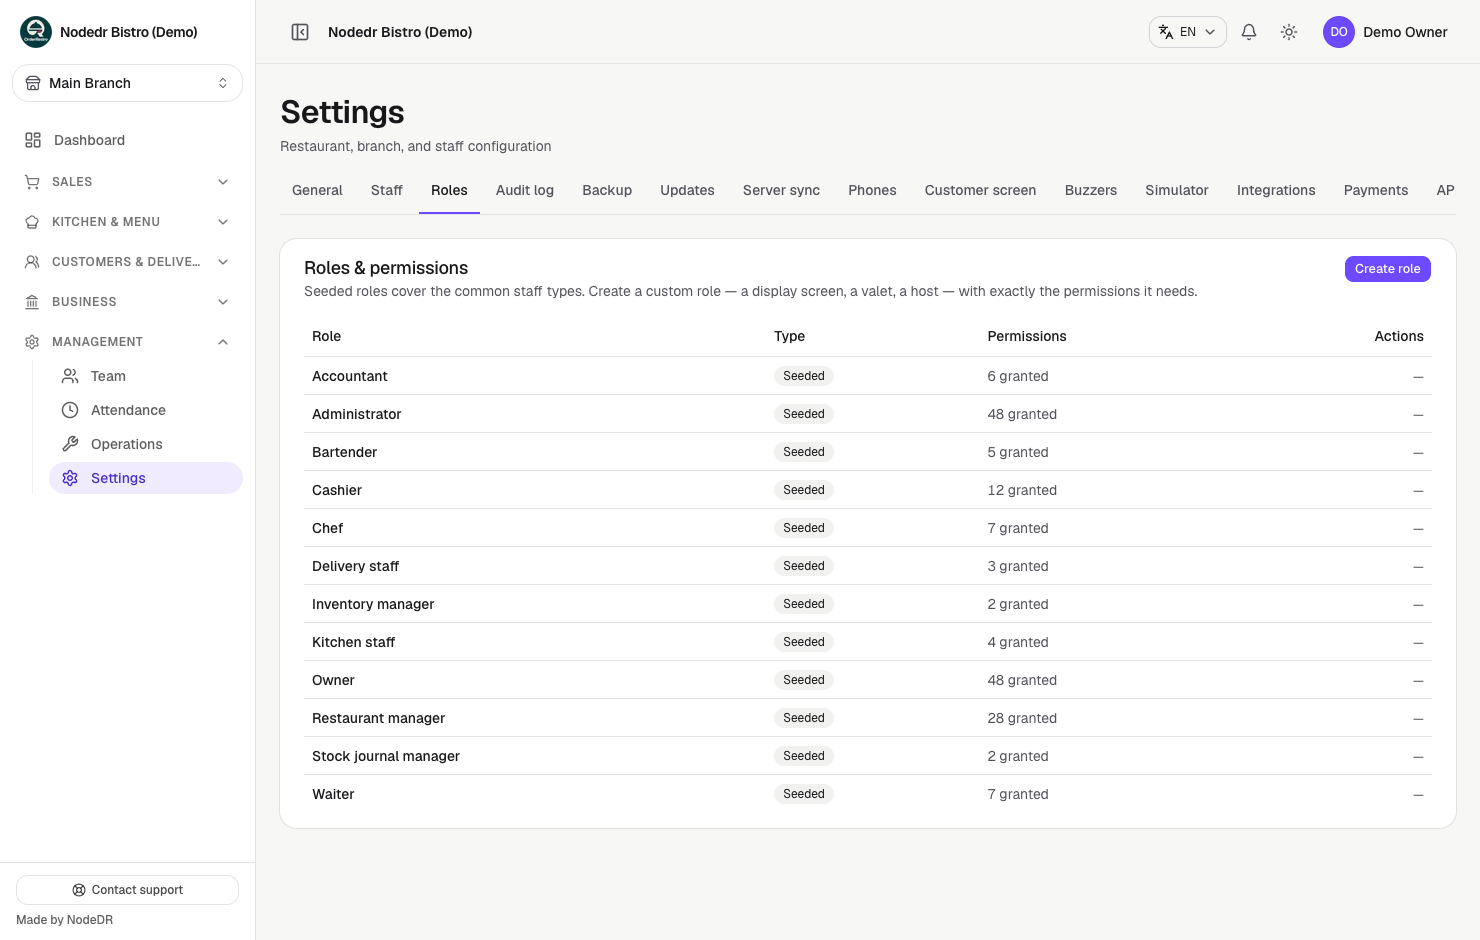 Nodedr Bistro (Demo)
Main Branch
Dashboard
SALES
KITCHEN & MENU
CUSTOMERS & DELIVE...
BUSINESS
MANAGEMENT
Team
Attendance
Operations
Settings
Contact support
Made by NodeDR
Nodedr Bistro (Demo)
EN
DO
Demo Owner
Settings
Restaurant, branch, and staff configuration
General Staff Roles Audit log Backup Updates Server sync Phones Customer screen Buzzers Simulator Integrations Payments AP
Roles & permissions
Create role
Seeded roles cover the common staff types. Create a custom role — a display screen, a valet, a host — with exactly the permissions it needs.
Role Type Permissions Actions
Accountant Seeded 6 granted —
Administrator Seeded 48 granted —
Bartender Seeded 5 granted —
Cashier Seeded 12 granted —
Chef Seeded 7 granted —
Delivery staff Seeded 3 granted —
Inventory manager Seeded 2 granted —
Kitchen staff Seeded 4 granted —
Owner Seeded 48 granted —
Restaurant manager Seeded 28 granted —
Stock journal manager Seeded 2 granted —
Waiter Seeded 7 granted —